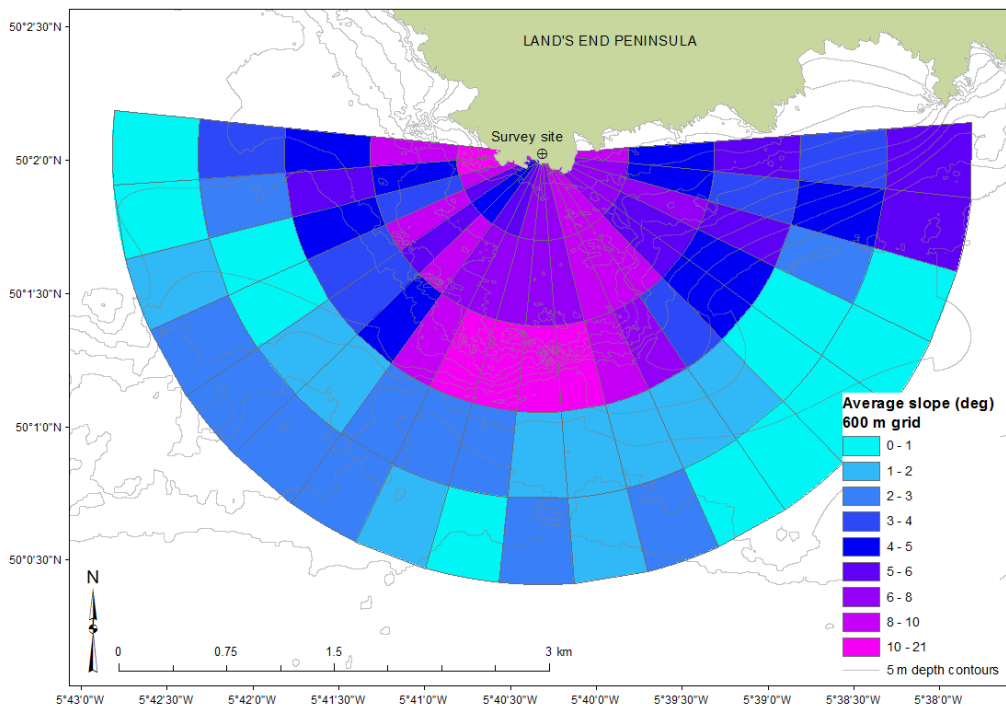 50°2'30"N
LAND'S END PENINSULA
Survey site
50°2'0"N
50°1'30"N
50°1'0"N
50°0'30"N
Average slope (deg)
600 m grid
0 - 1
1 - 2
2 - 3
3 - 4
4 - 5
5 - 6
6 - 8
8 - 10
10 - 21
5 m depth contours
N
0 0.75 1.5 3 km
5°43'0"W 5°42'30"W 5°42'0"W 5°41'30"W 5°41'0"W 5°40'30"W 5°40'0"W 5°39'30"W 5°39'0"W 5°38'30"W 5°38'0"W